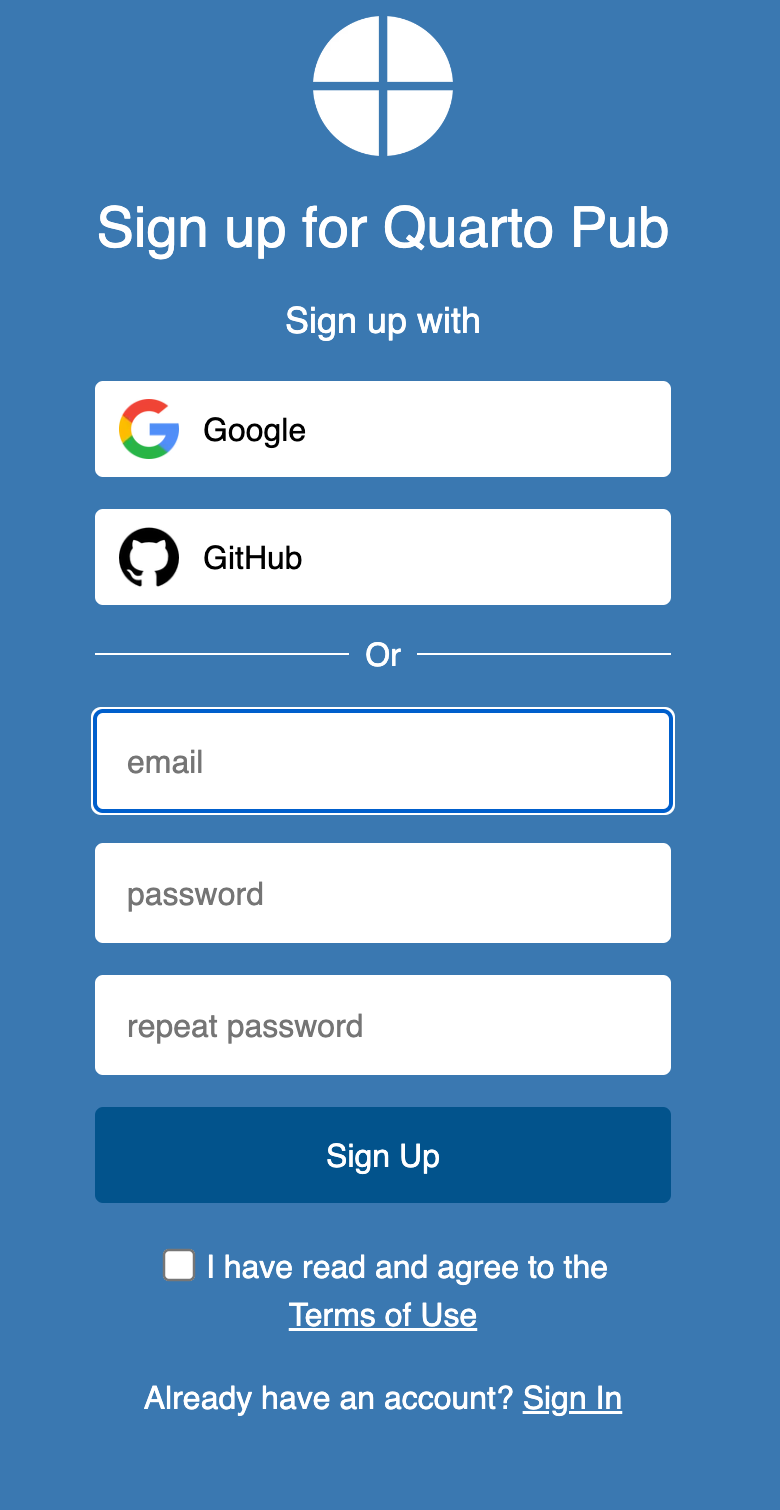 Sign up for Quarto Pub
Sign up with
Google
GitHub
Or
email
password
repeat password
Sign Up
I have read and agree to the
Terms of Use
Already have an account? Sign In